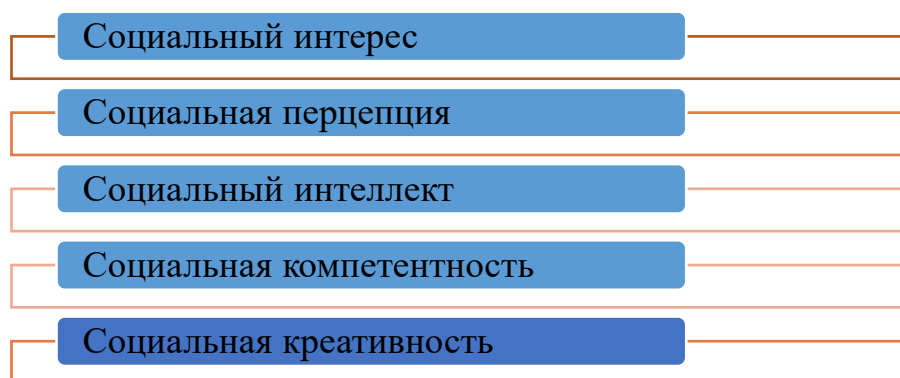 Социальный интерес
Социальная перцепция
Социальный интеллект
Социальная компетентность
Социальная креативность